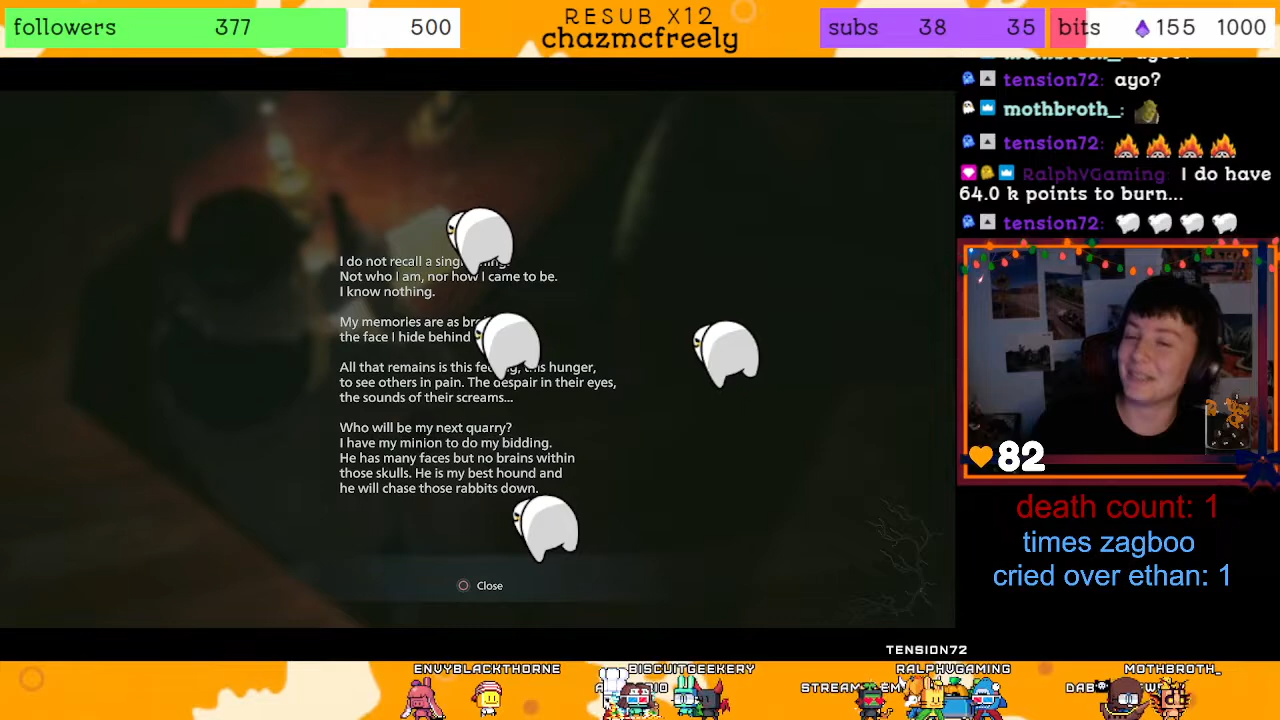 followers 377 500
RESUB X12
chazmcfreely
subs 38 35
bits 155 1000
tension72: ayo?
mothbroth_:
tension72:
RalphVGaming: I do have
64.0 k points to burn...
tension72:
I do not recall a
Not who I am, nor how I came to be.
I know nothing.
My memories are as
the face I hide behind
All that remains is this hunger,
to see others in pain. The despair in their eyes,
the sounds of their screams...
Who will be my next quarry?
I have my minion to do my bidding.
He has many faces but no brains within
those skulls. He is my best hound and
he will chase those rabbits down.
Close
82
death count: 1
times zagboo
cried over ethan: 1
TENSION72
ENVYBLACKTHORNE
BISCUITGEEKERY
RALPHVGAMING
MOTHBROTH_